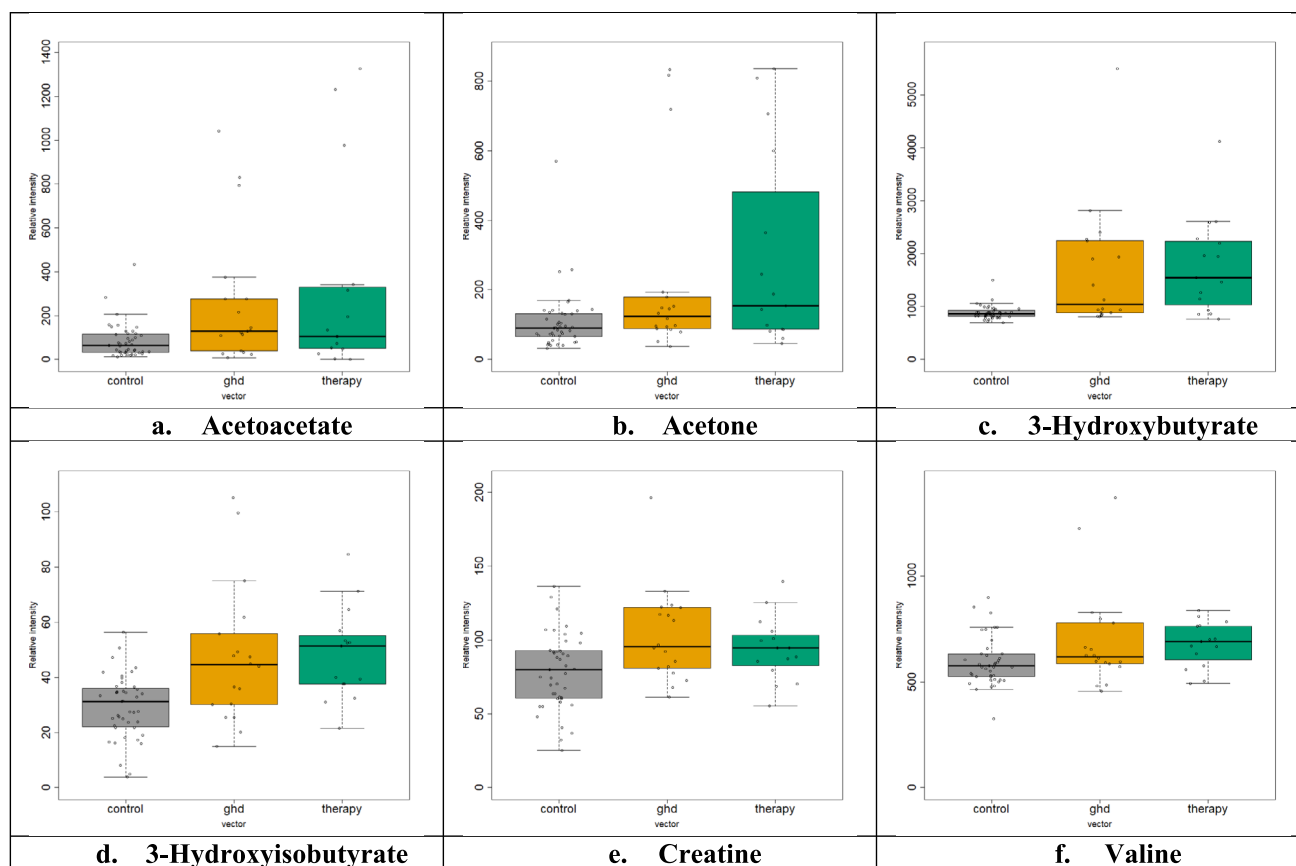 1400
1200
1000
800
600
400
200
0
Relative intensity
control ghd therapy
vector
800
600
400
200
0
Relative intensity
control ghd therapy
vector
5000
4000
3000
2000
1000
0
Relative intensity
control ghd therapy
vector
a. Acetoacetate
b. Acetone
c. 3-Hydroxybutyrate
100
80
60
40
20
0
Relative intensity
control ghd therapy
vector
200
150
100
50
0
Relative intensity
control ghd therapy
vector
1000
500
0
Relative intensity
control ghd therapy
vector
d. 3-Hydroxyisobutyrate
e. Creatine
f. Valine